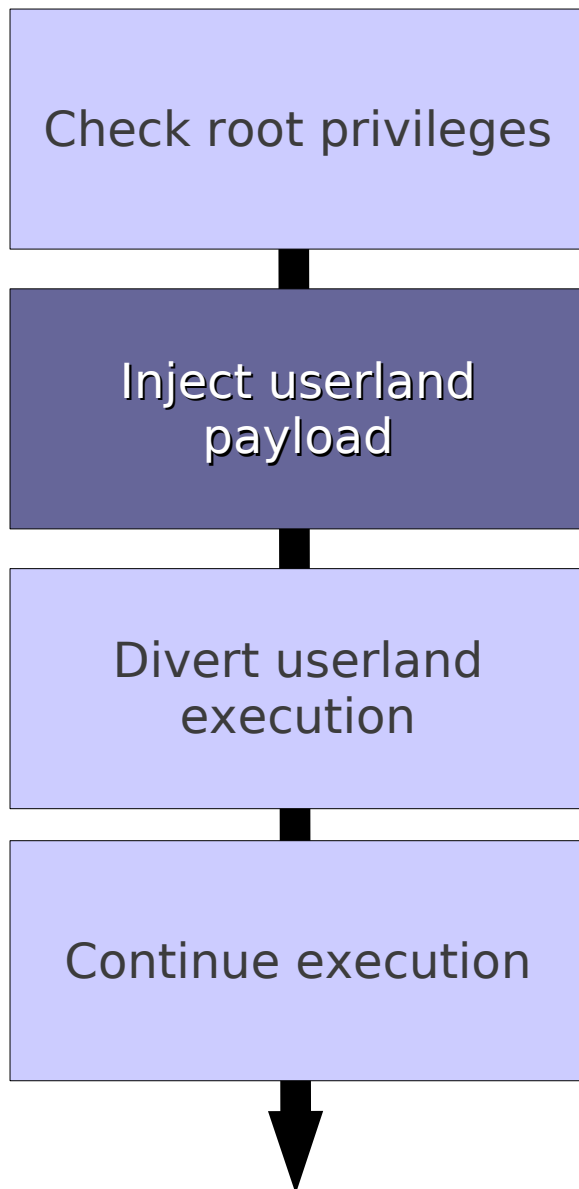 Check root privileges
Inject userland
payload
Divert userland
execution
Continue execution